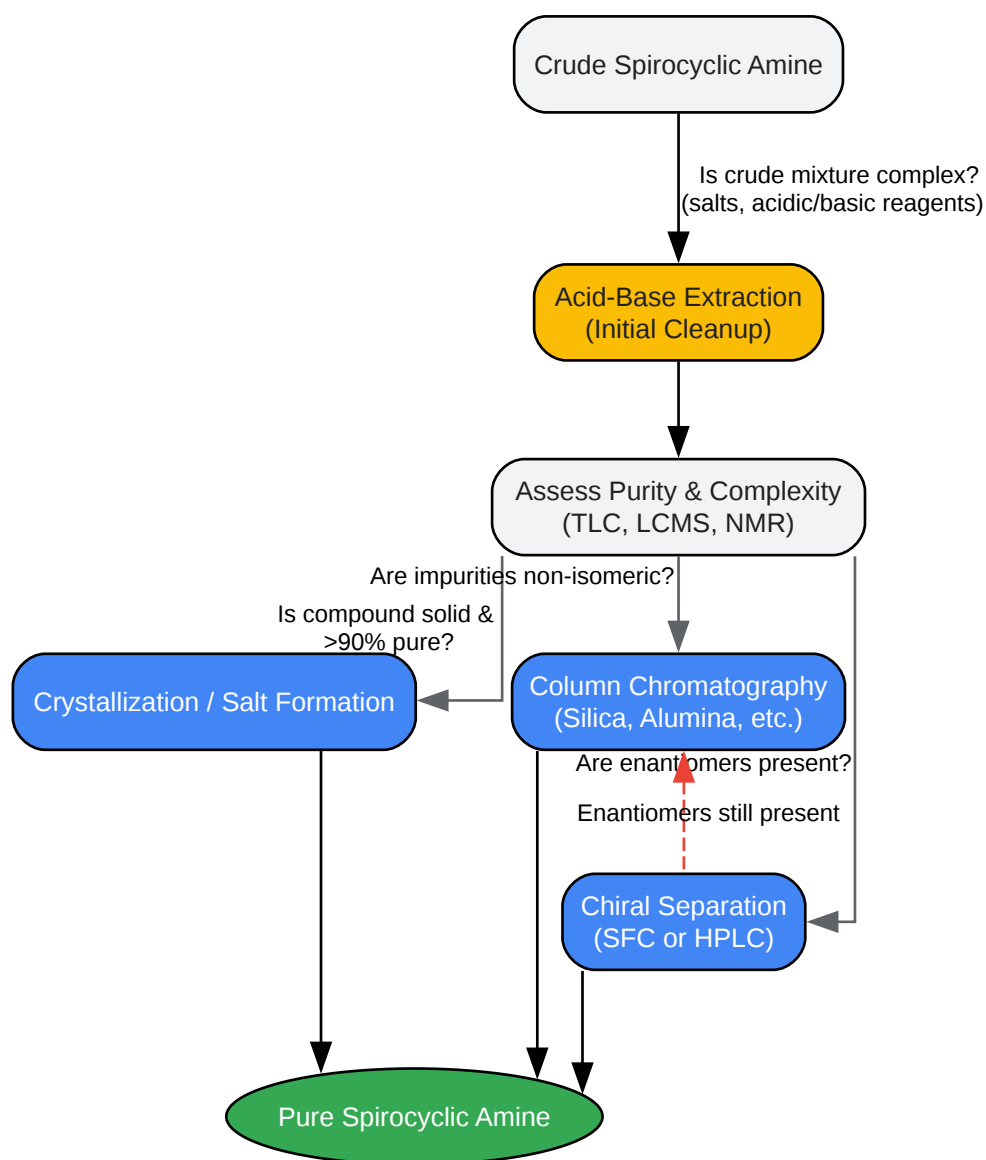 Crude Spirocyclic Amine
Is crude mixture complex?
(salts, acidic/basic reagents)
Acid-Base Extraction
(Initial Cleanup)
Assess Purity & Complexity
(TLC, LCMS, NMR)
Are impurities non-isomeric?
Is compound solid &
>90% pure?
Crystallization / Salt Formation
Column Chromatography
(Silica, Alumina, etc.)
Are enantiomers present?
Enantiomers still present
Chiral Separation
(SFC or HPLC)
Pure Spirocyclic Amine